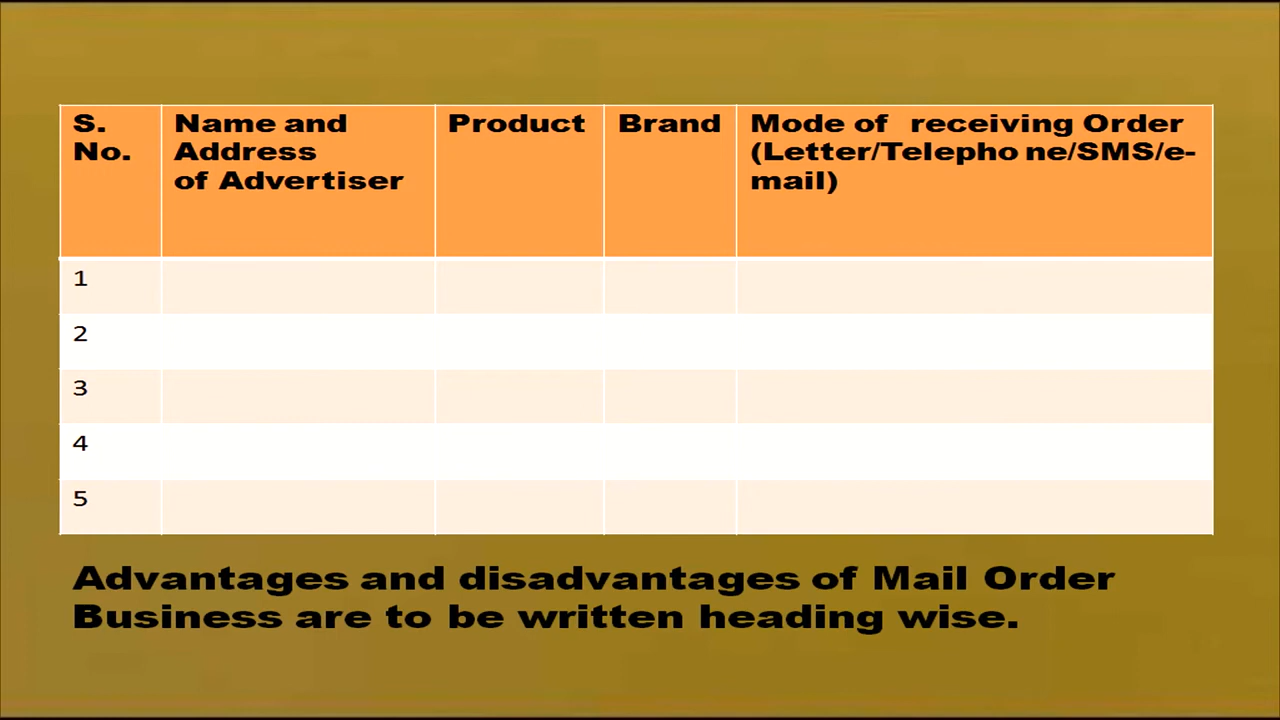 S. No.
Name and Address of Advertiser
Product
Brand
Mode of receiving Order (Letter/Telepho ne/SMS/e-mail)
1
2
3
4
5
Advantages and disadvantages of Mail Order
Business are to be written heading wise.